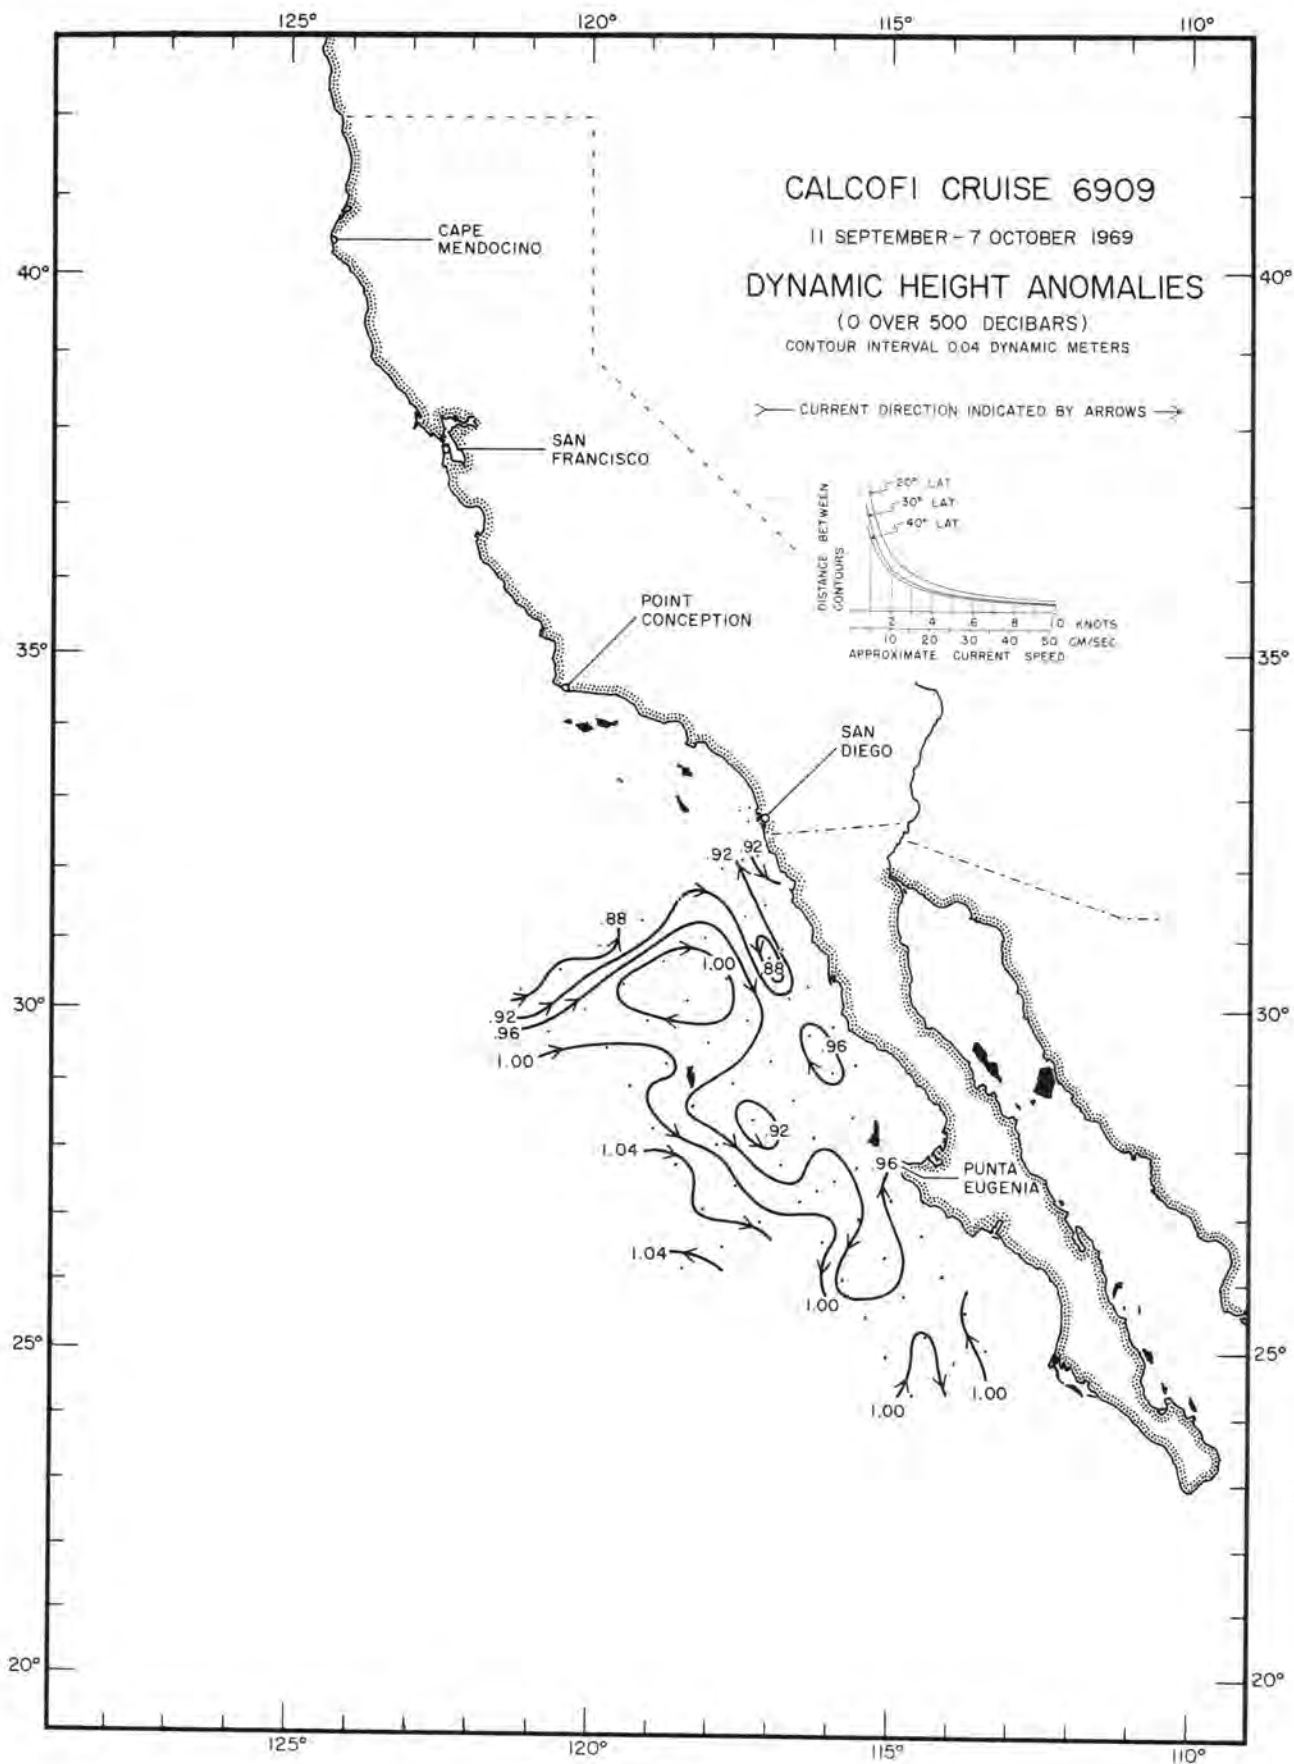 125° 120° 115° 110°
CALCOFI CRUISE 6909
11 SEPTEMBER - 7 OCTOBER 1969
DYNAMIC HEIGHT ANOMALIES
(0 OVER 500 DECIBARS)
CONTOUR INTERVAL 0.04 DYNAMIC METERS
CURRENT DIRECTION INDICATED BY ARROWS
CAPE
MENDOCINO
40° 40°
SAN
FRANCISCO
DISTANCE BETWEEN
CONTOURS
20° LAT
30° LAT
40° LAT
.2 .4 .6 .8 1.0 KNOTS
10 20 30 40 50 CM/SEC
APPROXIMATE CURRENT SPEED
POINT
CONCEPTION
35° 35°
SAN
DIEGO
.92 .92
.88
1.00 .88
30° 30°
.92
.96
1.00
.96
.92
1.04
.96
PUNTA
EUGENIA
1.04
1.00
25° 25°
1.00 1.00
20° 20°
125° 120° 115° 110°